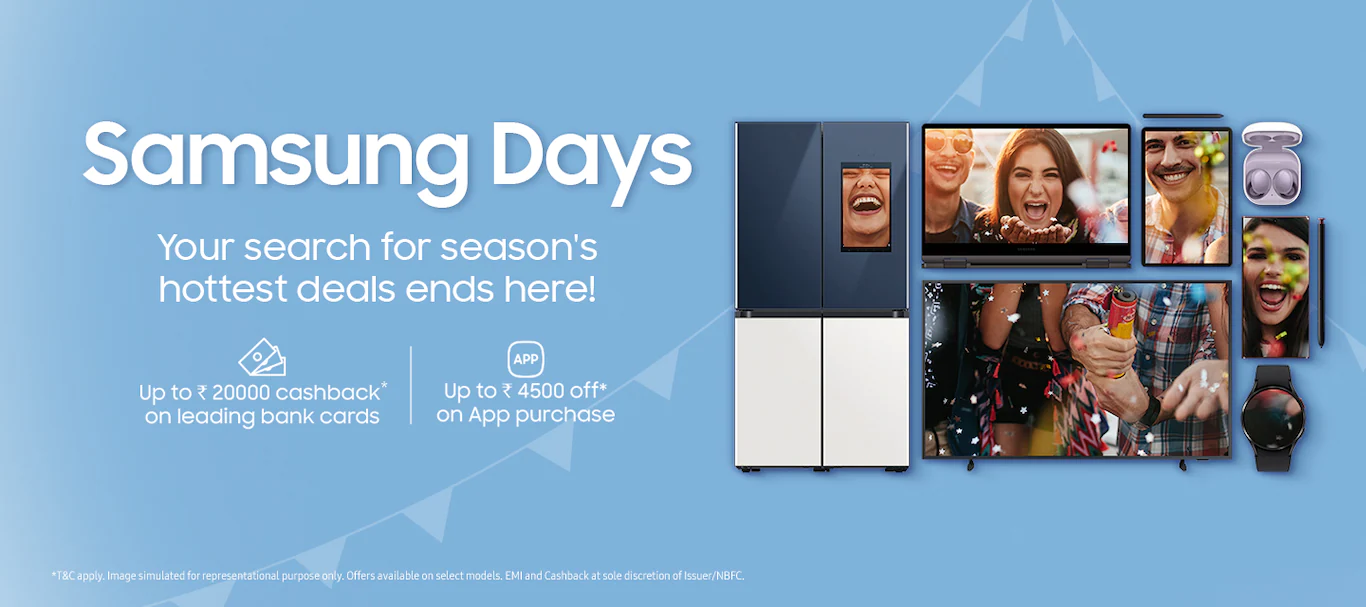 Samsung Days
Your search for season's
hottest deals ends here!
Up to ₹ 20000 cashback*
on leading bank cards
APP
Up to ₹ 4500 off*
on App purchase
*T&C apply. Image simulated for representational purpose only. Offers available on select models. EMI and Cashback at sole discretion of Issuer/NBFC.